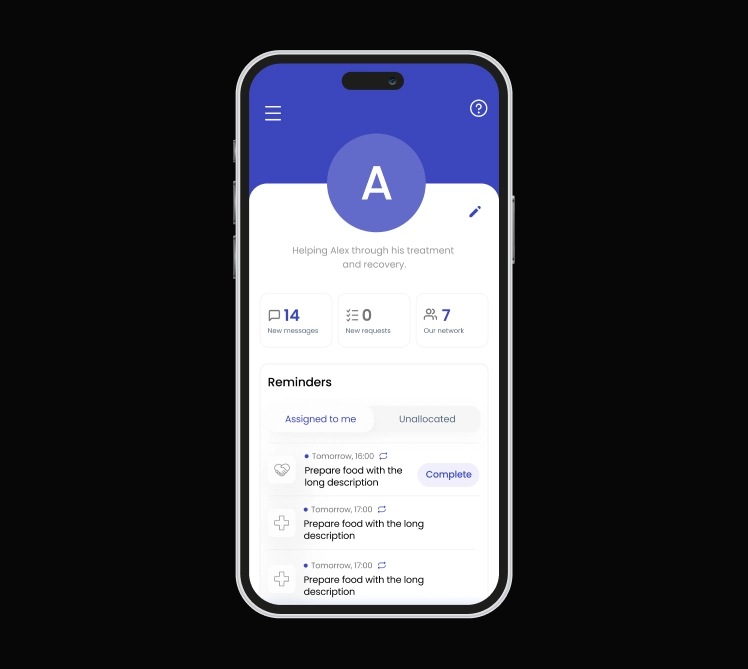 A
Helping Alex through his treatment
and recovery.
14
New messages
0
New requests
7
Our network
Reminders
Assigned to me
Unallocated
Tomorrow, 16:00
Prepare food with the
long description
Complete
Tomorrow, 17:00
Prepare food with the long
description
Tomorrow, 17:00
Prepare food with the long
description